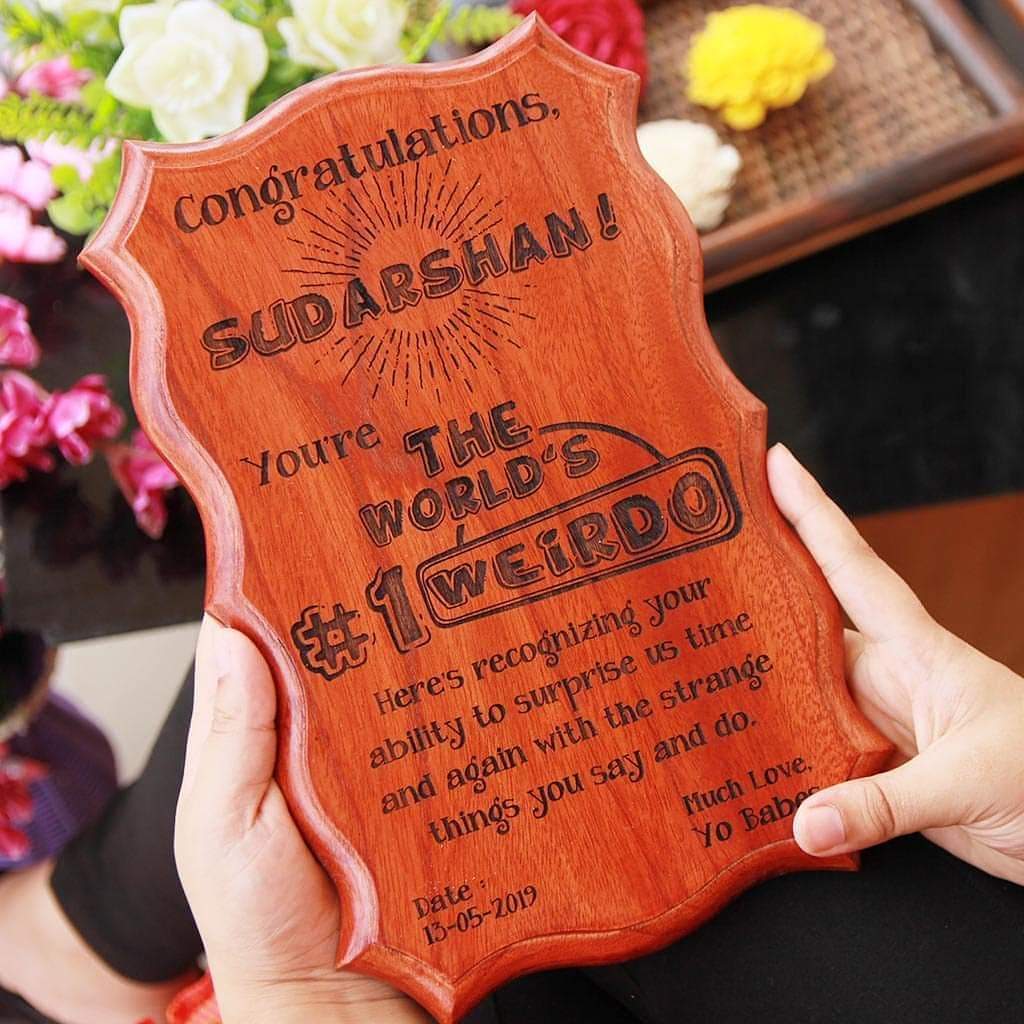 Congratulations,
SUDARSHAN!
You're THE
WORLD'S
#1 WEiRDO
Here's recognizing your
ability to surprise us time
and again with the strange
things you say and do.
Much Love,
Yo Babes
Date :
13-05-2019